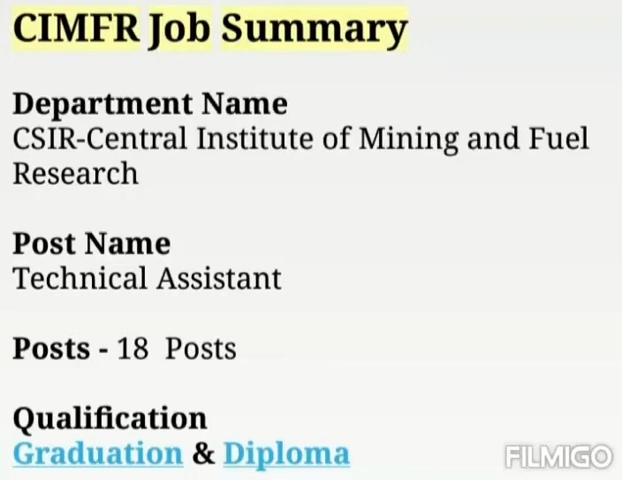 CIMFR Job Summary
Department Name
CSIR-Central Institute of Mining and Fuel
Research
Post Name
Technical Assistant
Posts - 18 Posts
Qualification
Graduation & Diploma
FILMIGO